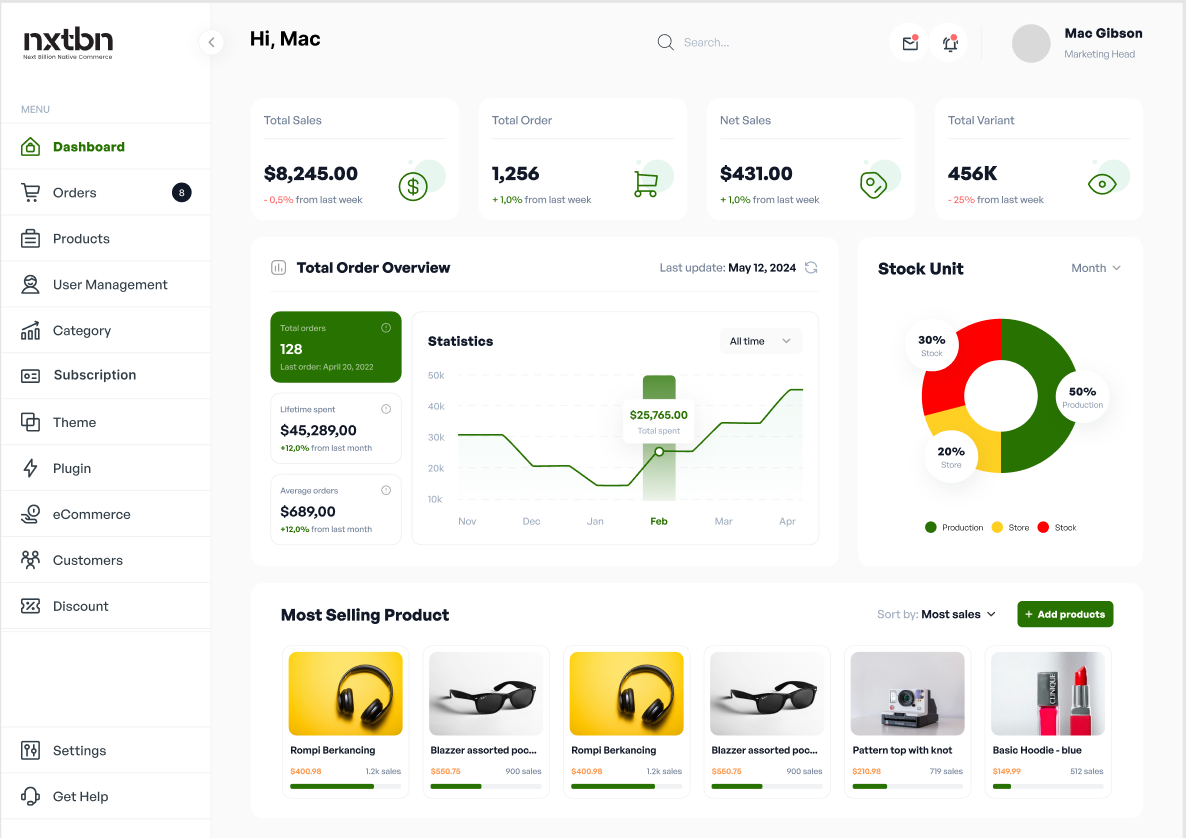 nxtbn
Next Billion Native Commerce
MENU
Dashboard
Orders
8
Products
User Management
Category
Subscription
Theme
Plugin
eCommerce
Customers
Discount
Settings
Get Help
Hi, Mac
Search...
Mac Gibson
Marketing Head
Total Sales
$8,245.00
- 0,5% from last week
Total Order
1,256
+ 1,0% from last week
Net Sales
$431.00
+ 1,0% from last week
Total Variant
456K
- 25% from last week
Total Order Overview
Last update: May 12, 2024
Total orders
128
Last order: April 20, 2022
Lifetime spent
$45,289,00
+12,0% from last month
Average orders
$689,00
+12,0% from last month
Statistics
All time
50k
40k
30k
20k
10k
$25,765.00
Total spent
Nov
Dec
Jan
Feb
Mar
Apr
Stock Unit
Month
30%
Stock
50%
Production
20%
Store
Production
Store
Stock
Most Selling Product
Sort by: Most sales
+ Add products
Rompi Berkancing
$400.98
1.2k sales
Blazzer assorted poc...
$550.75
900 sales
Rompi Berkancing
$400.98
1.2k sales
Blazzer assorted poc...
$550.75
900 sales
Pattern top with knot
$210.98
719 sales
CLINIQUE
Basic Hoodie - blue
$149.99
512 sales